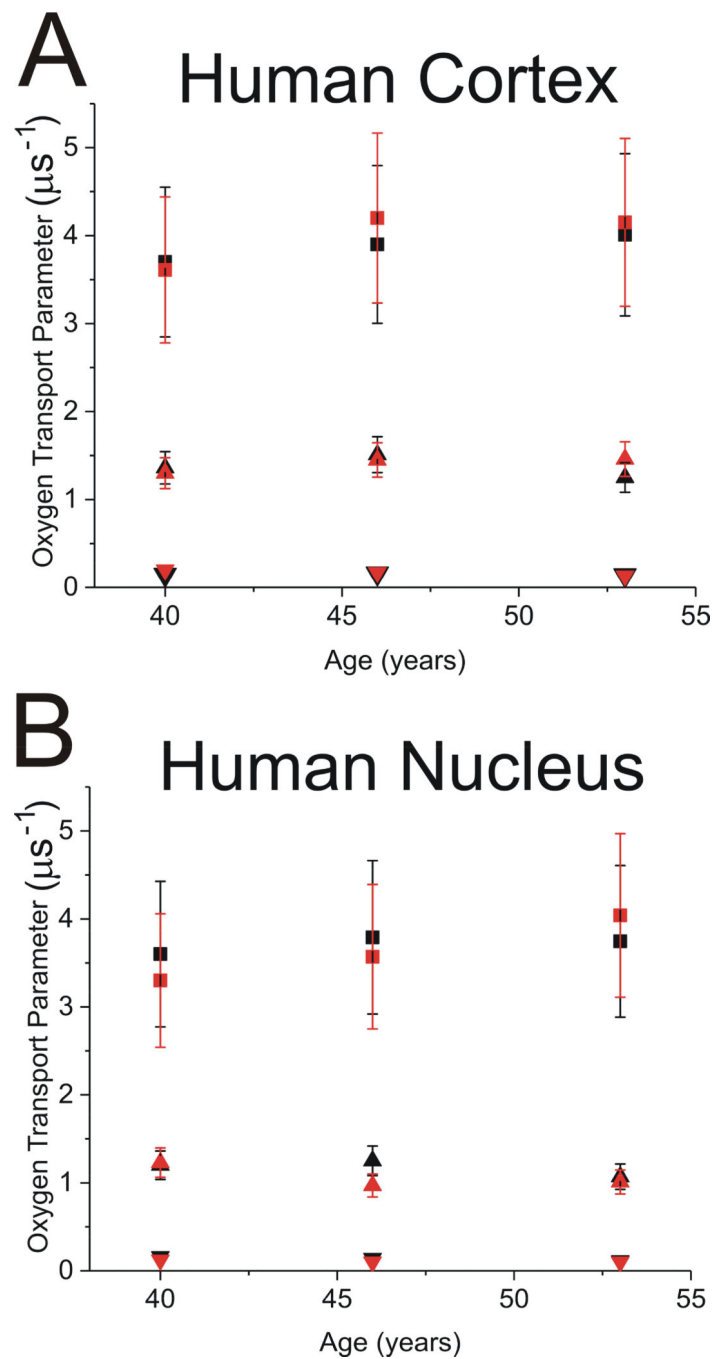 A
Human Cortex
Oxygen Transport Parameter (μs⁻¹)
5
4
3
2
1
0
40
45
50
55
Age (years)
B
Human Nucleus
Oxygen Transport Parameter (μs⁻¹)
5
4
3
2
1
0
40
45
50
55
Age (years)